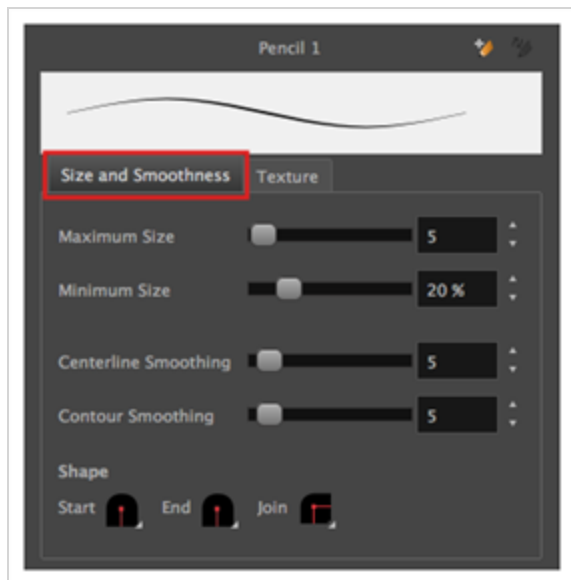 Pencil 1
Size and Smoothness Texture
Maximum Size 5
Minimum Size 20 %
Centerline Smoothing 5
Contour Smoothing 5
Shape
Start End Join